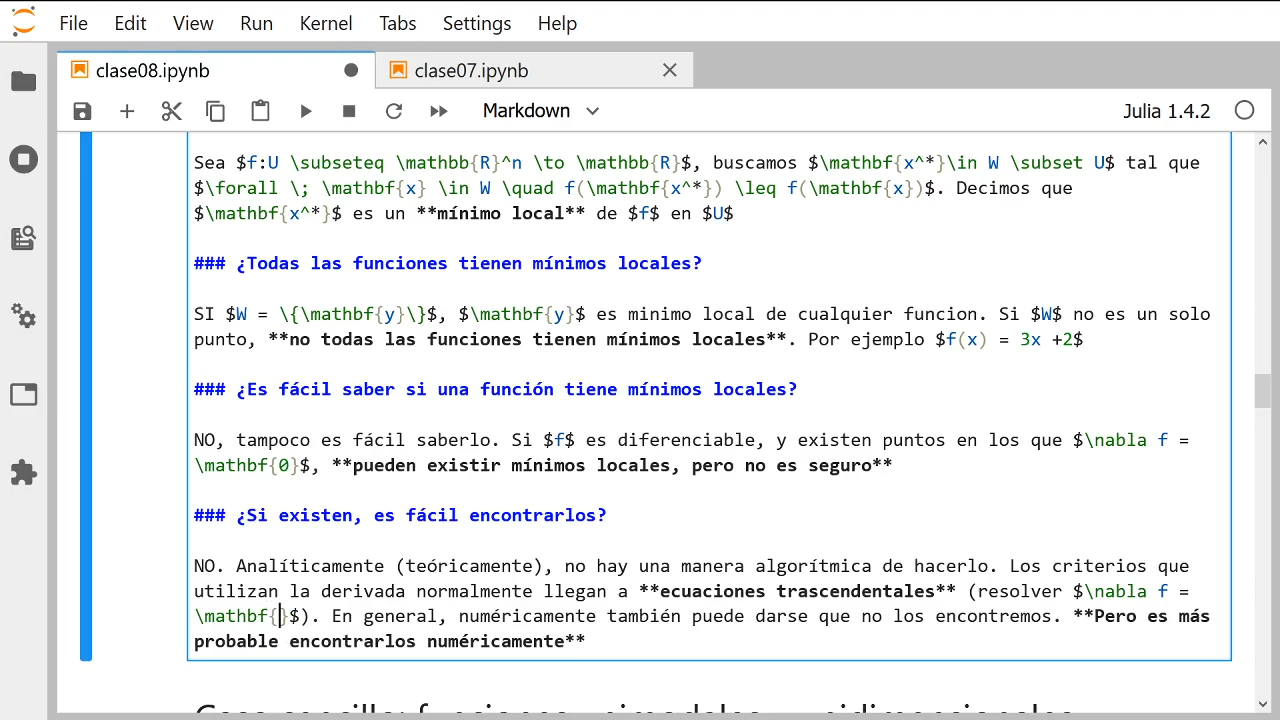 File Edit View Run Kernel Tabs Settings Help
clase08.ipynb clase07.ipynb
Markdown Julia 1.4.2
Sea $f:U \subseteq \mathbb{R}^n \to \mathbb{R}$, buscamos $\mathbf{x^*}\in W \subset U$ tal que
$\forall \; \mathbf{x} \in W \quad f(\mathbf{x^*}) \leq f(\mathbf{x})$. Decimos que
$\mathbf{x^*}$ es un **mínimo local** de $f$ en $U$
### ¿Todas las funciones tienen mínimos locales?
SI $W = \{\mathbf{y}\}$, $\mathbf{y}$ es minimo local de cualquier funcion. Si $W$ no es un solo
punto, **no todas las funciones tienen mínimos locales**. Por ejemplo $f(x) = 3x +2$
### ¿Es fácil saber si una función tiene mínimos locales?
NO, tampoco es fácil saberlo. Si $f$ es diferenciable, y existen puntos en los que $\nabla f =
\mathbf{0}$, **pueden existir mínimos locales, pero no es seguro**
### ¿Si existen, es fácil encontrarlos?
NO. Analíticamente (teóricamente), no hay una manera algorítmica de hacerlo. Los criterios que
utilizan la derivada normalmente llegan a **ecuaciones trascendentales** (resolver $\nabla f =
\mathbf{}$). En general, numéricamente también puede darse que no los encontremos. **Pero es más
probable encontrarlos numéricamente**